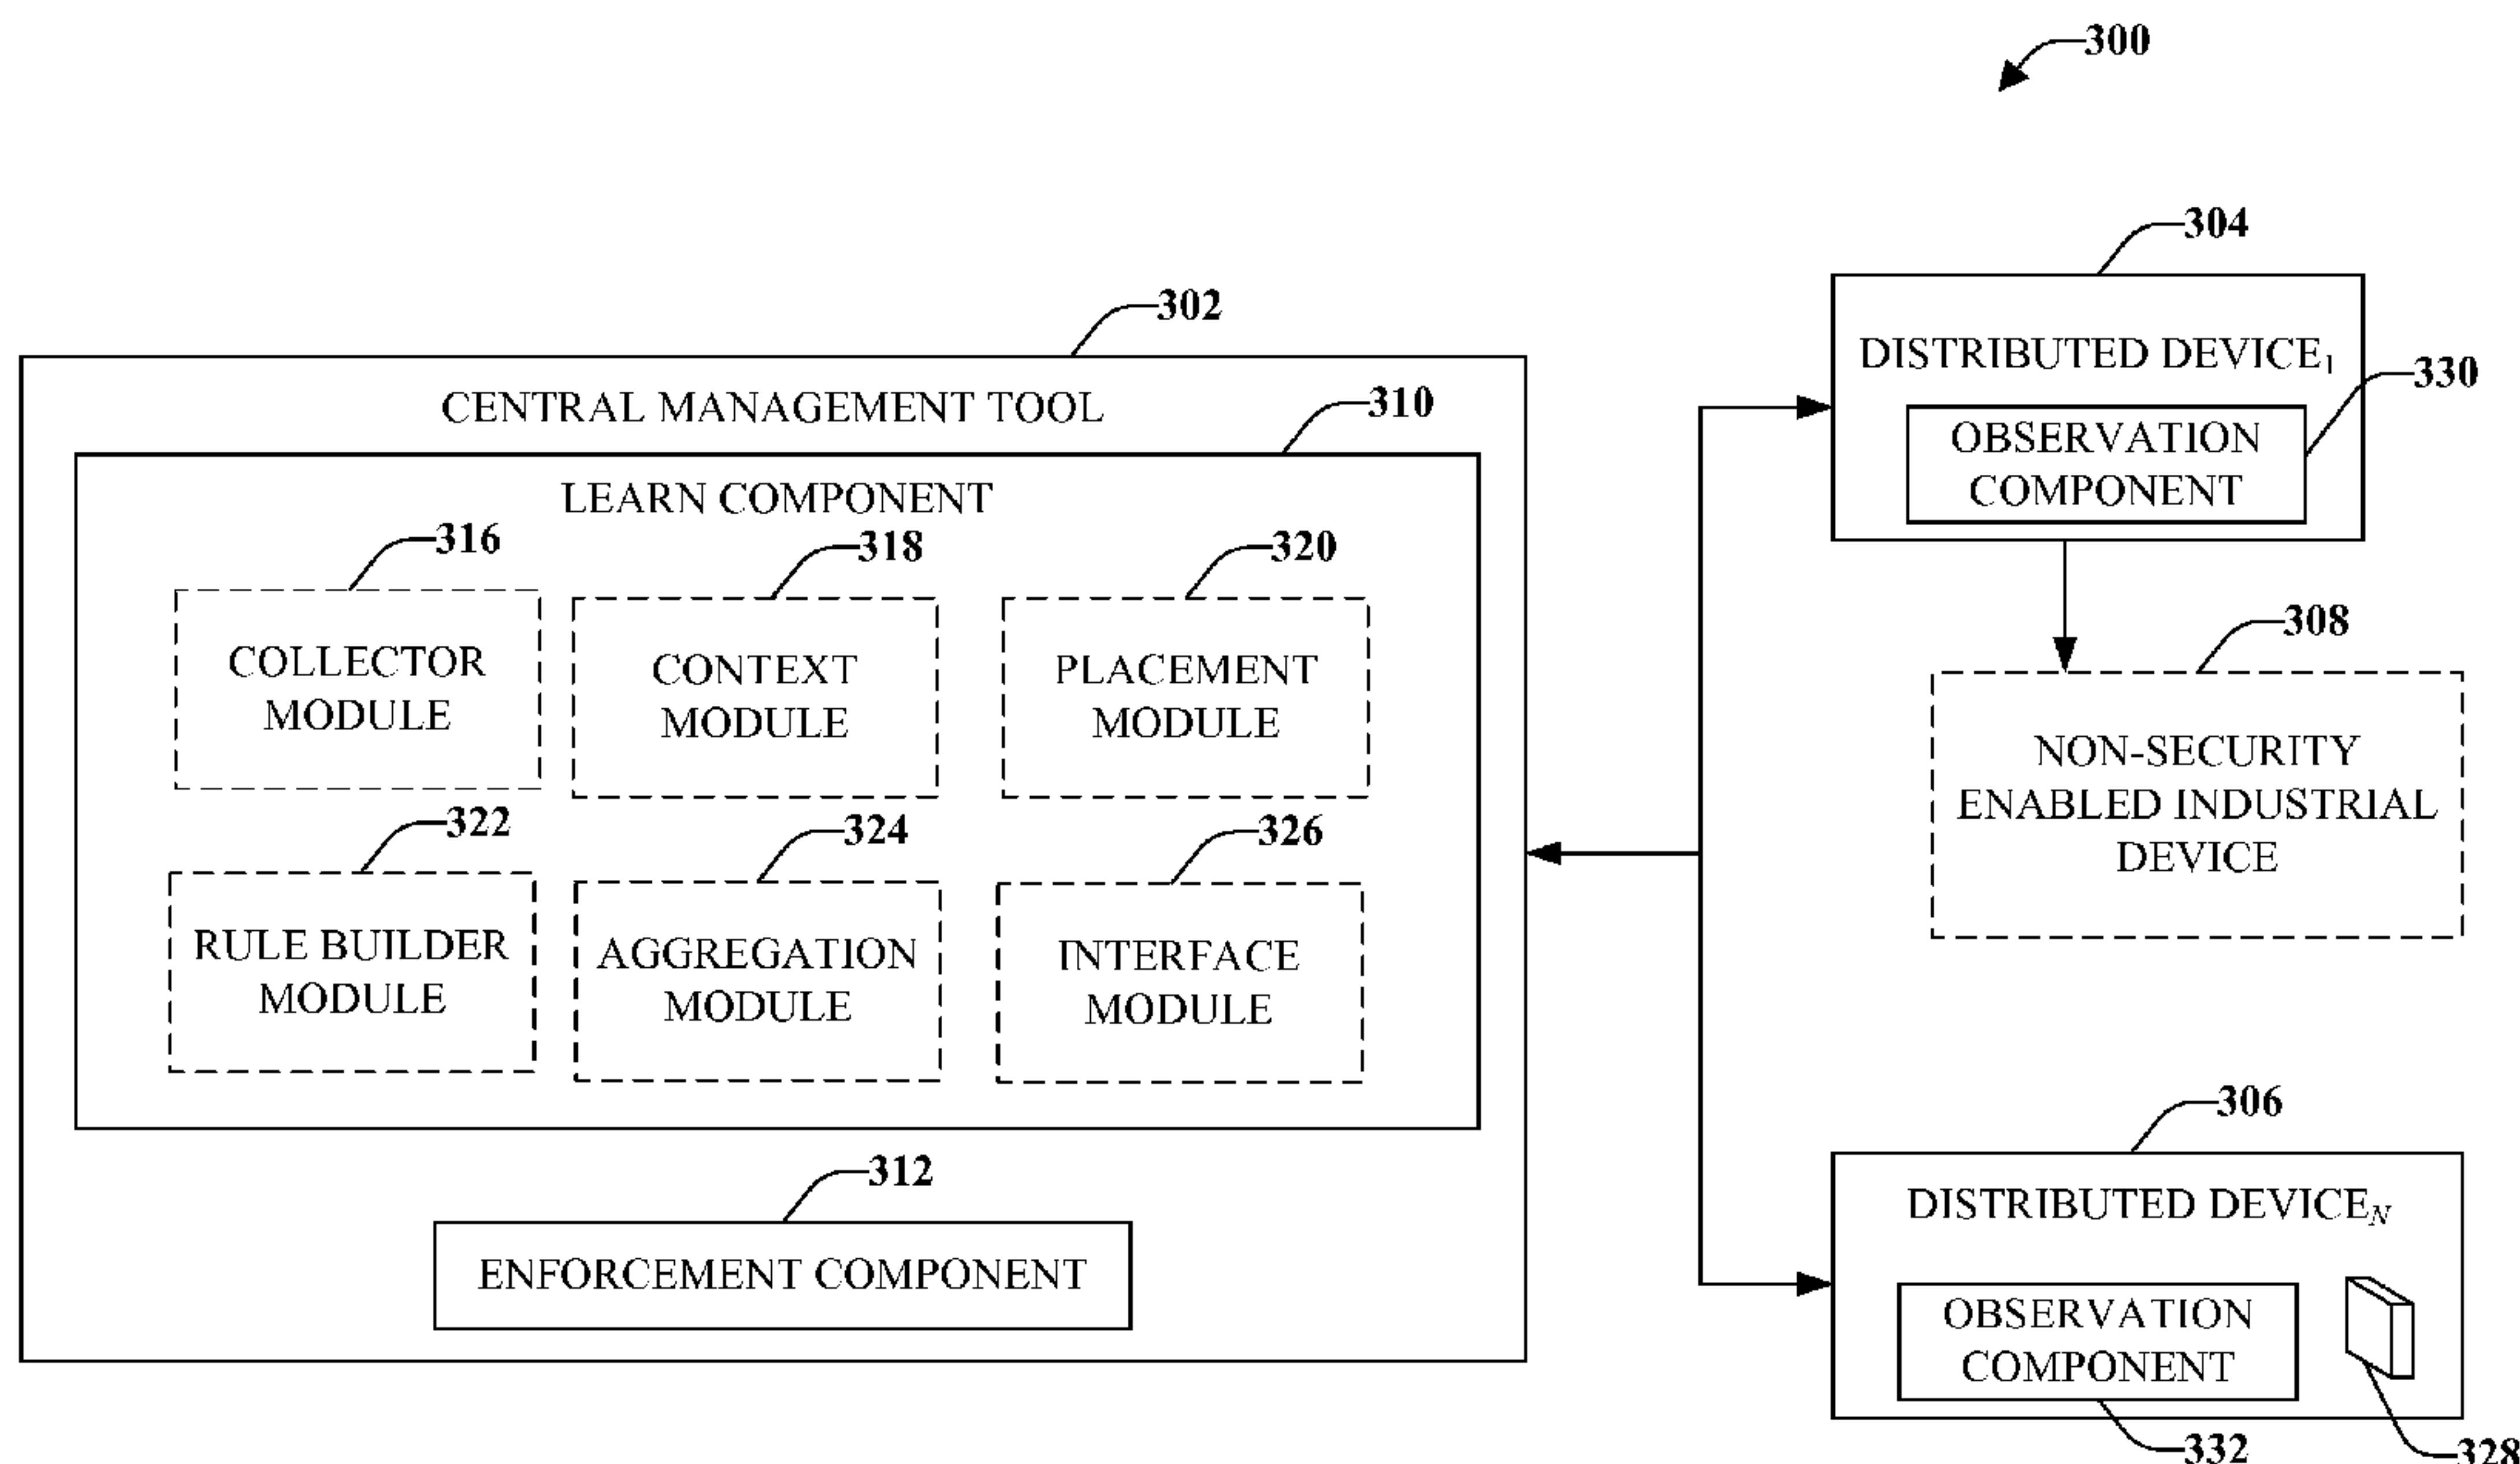 300
304
302
DISTRIBUTED DEVICE1
330
CENTRAL MANAGEMENT TOOL
310
OBSERVATION
COMPONENT
LEARN COMPONENT
316
318
320
COLLECTOR
MODULE
CONTEXT
MODULE
PLACEMENT
MODULE
308
NON-SECURITY
ENABLED INDUSTRIAL
DEVICE
322
324
326
RULE BUILDER
MODULE
AGGREGATION
MODULE
INTERFACE
MODULE
306
312
DISTRIBUTED DEVICEN
ENFORCEMENT COMPONENT
OBSERVATION
COMPONENT
332
328